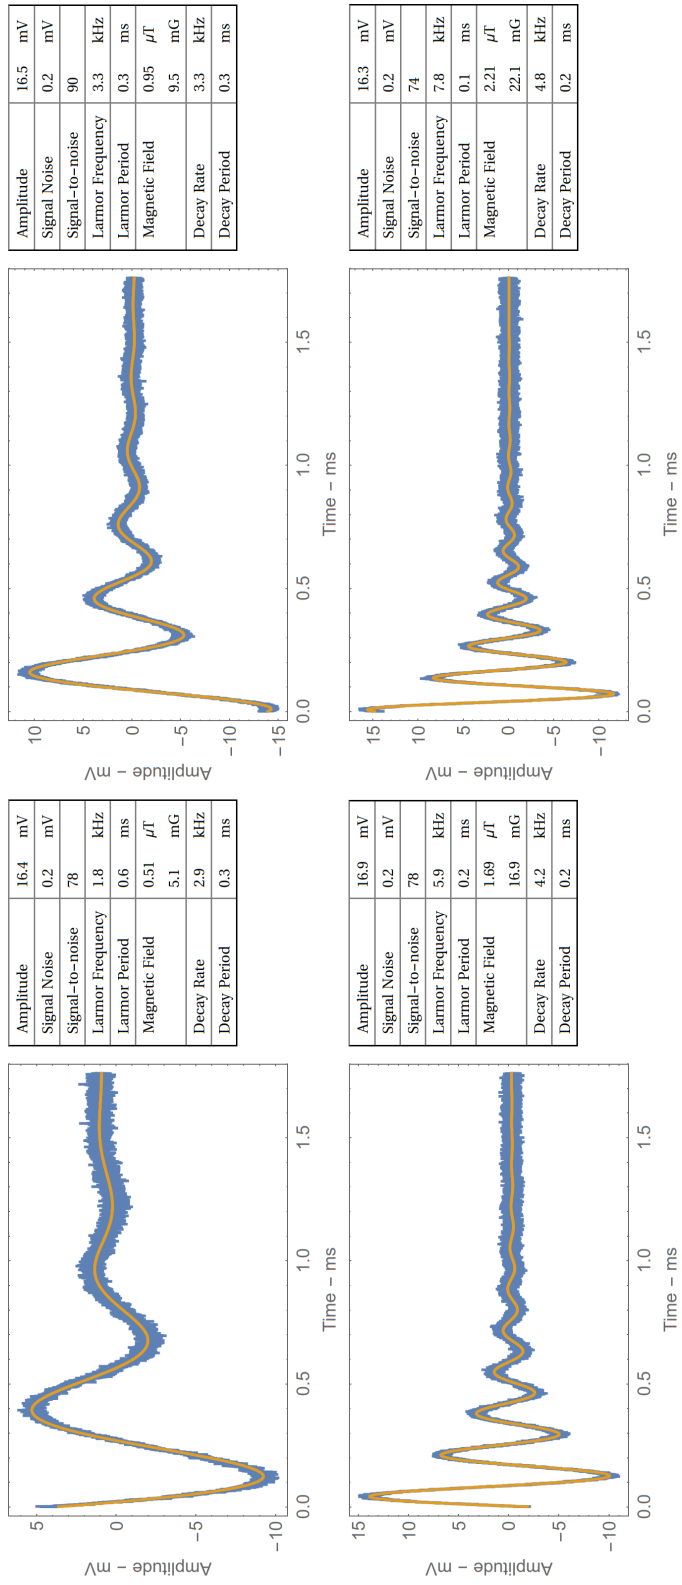 Amplitude – mV
5
0
−5
−10
0.0 0.5 1.0 1.5
Time – ms
Amplitude 16.4 mV
Signal Noise 0.2 mV
Signal−to−noise 78
Larmor Frequency 1.8 kHz
Larmor Period 0.6 ms
Magnetic Field 0.51 μT
5.1 mG
Decay Rate 2.9 kHz
Decay Period 0.3 ms
Amplitude – mV
10
5
0
−5
−10
−15
0.0 0.5 1.0 1.5
Time – ms
Amplitude 16.5 mV
Signal Noise 0.2 mV
Signal−to−noise 90
Larmor Frequency 3.3 kHz
Larmor Period 0.3 ms
Magnetic Field 0.95 μT
9.5 mG
Decay Rate 3.3 kHz
Decay Period 0.3 ms
Amplitude – mV
15
10
5
0
−5
−10
0.0 0.5 1.0 1.5
Time – ms
Amplitude 16.9 mV
Signal Noise 0.2 mV
Signal−to−noise 78
Larmor Frequency 5.9 kHz
Larmor Period 0.2 ms
Magnetic Field 1.69 μT
16.9 mG
Decay Rate 4.2 kHz
Decay Period 0.2 ms
Amplitude – mV
15
10
5
0
−5
−10
0.0 0.5 1.0 1.5
Time – ms
Amplitude 16.3 mV
Signal Noise 0.2 mV
Signal−to−noise 74
Larmor Frequency 7.8 kHz
Larmor Period 0.1 ms
Magnetic Field 2.21 μT
22.1 mG
Decay Rate 4.8 kHz
Decay Period 0.2 ms